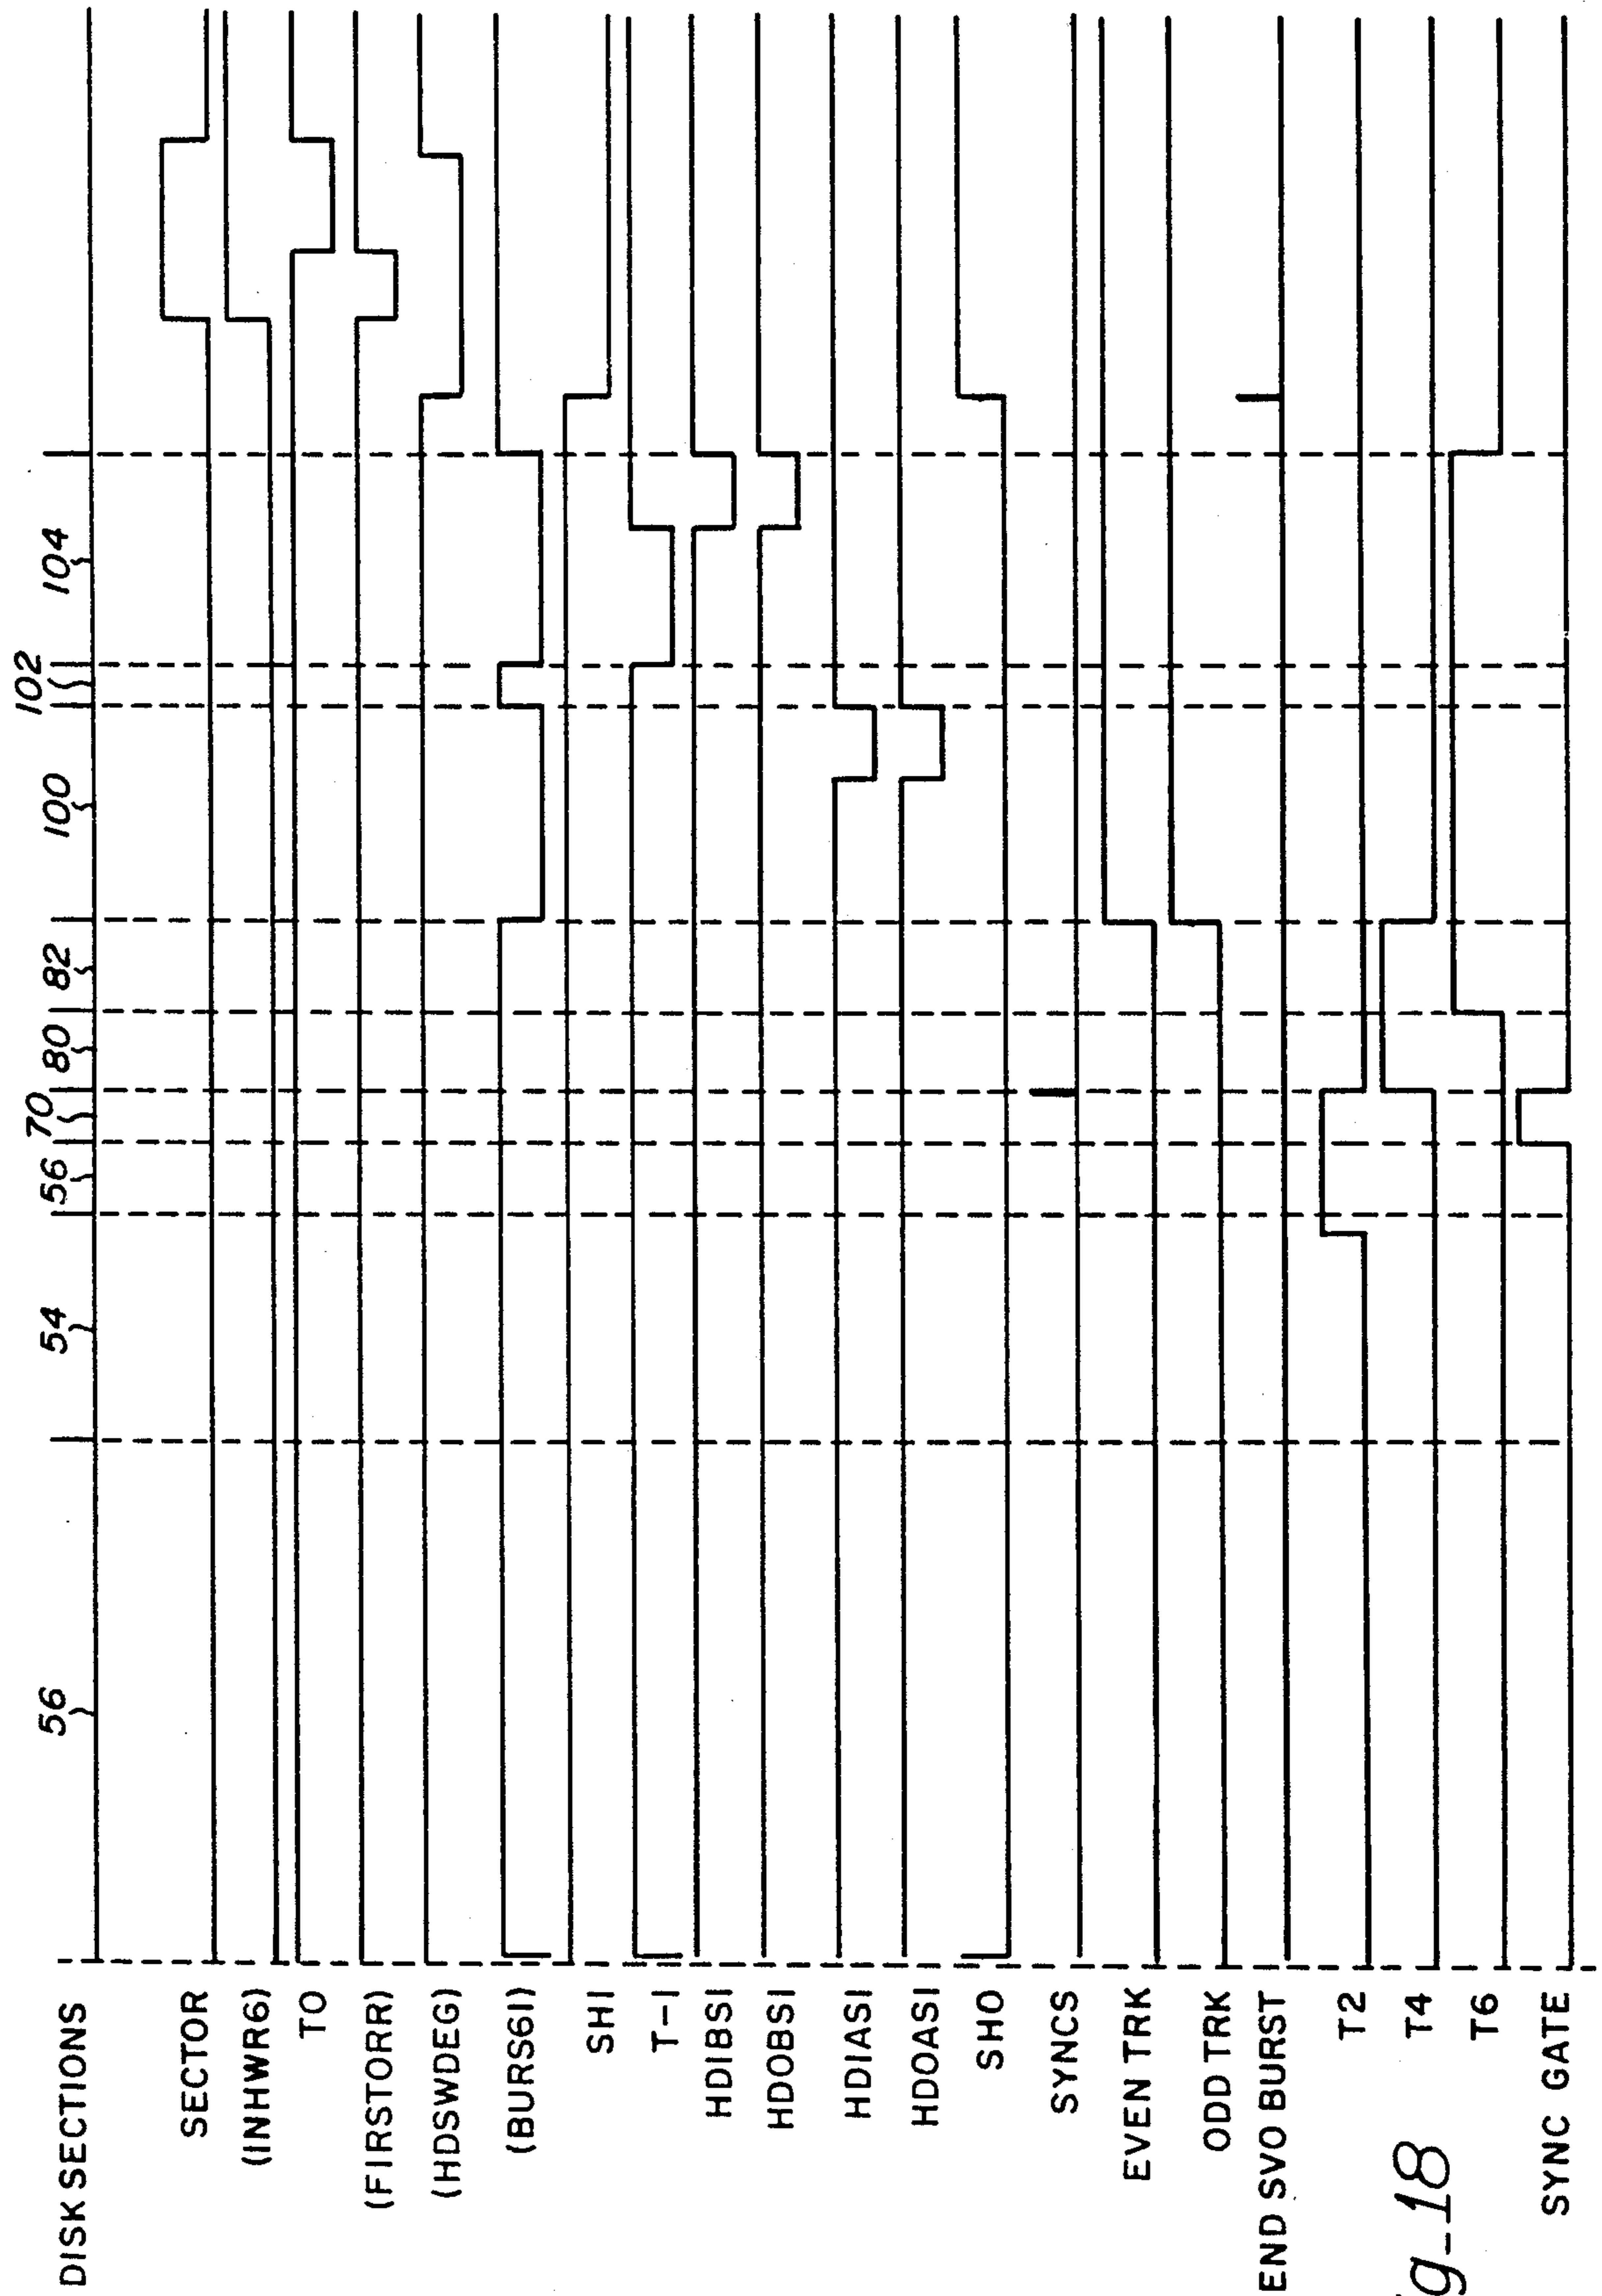 DISK SECTIONS
56
54
56
70
80
82
100
102
104
SECTOR
(INHWR6)
TO
(FIRSTORR)
(HDSWDEG)
(BURS6I)
SHI
T-I
HDIBSI
HDOBSI
HDIASI
HDOASI
SHO
SYNCS
EVEN TRK
ODD TRK
END SVO BURST
T2
T4
T6
SYNC GATE
g_18